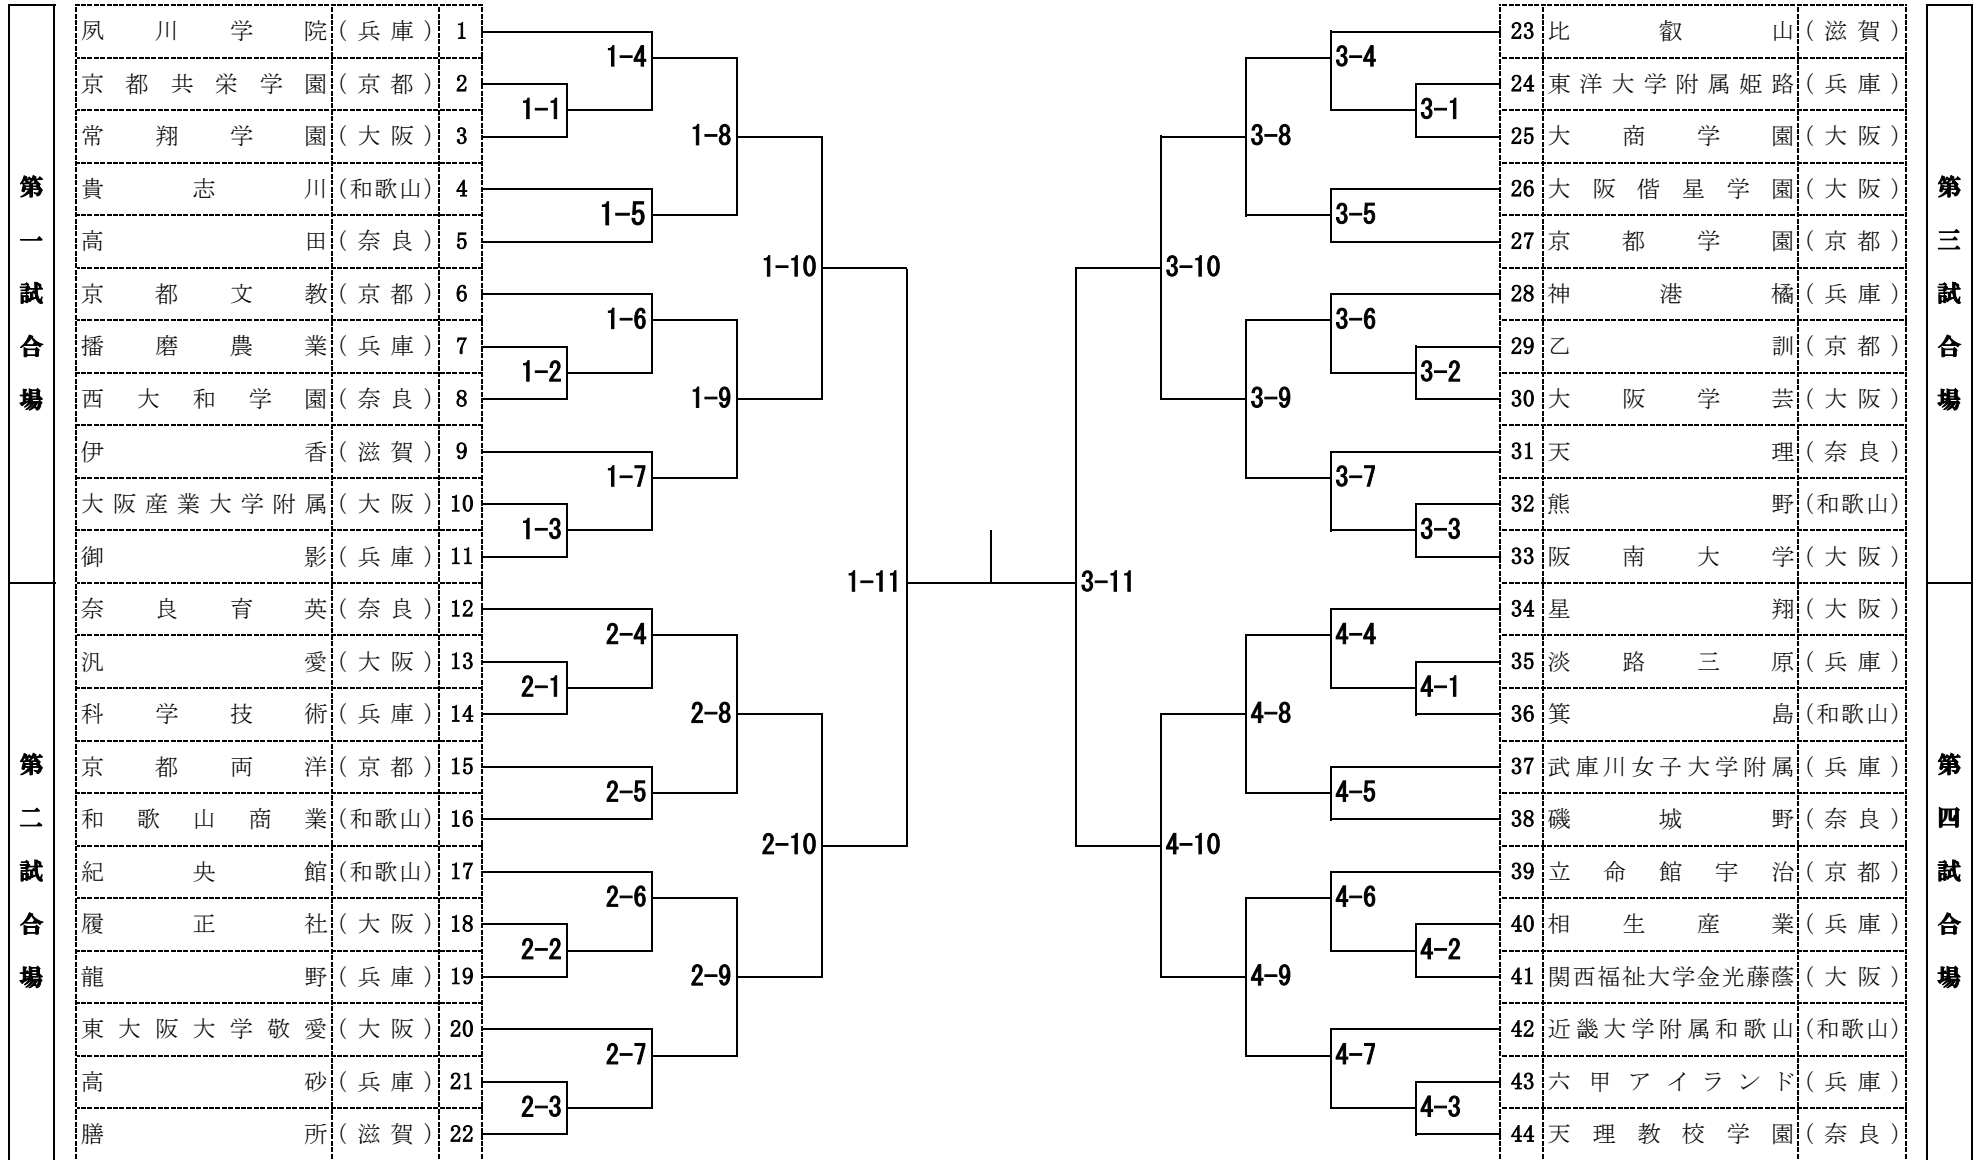 第一試合場
夙川学院(兵庫) 1
京都共栄学園(京都) 2
常翔学園(大阪) 3
貴志川(和歌山) 4
高田(奈良) 5
京都文教(京都) 6
播磨農業(兵庫) 7
西大和学園(奈良) 8
伊香(滋賀) 9
大阪産業大学附属(大阪) 10
御影(兵庫) 11
第二試合場
奈良育英(奈良) 12
汎愛(大阪) 13
科学技術(兵庫) 14
京都両洋(京都) 15
和歌山商業(和歌山) 16
紀央館(和歌山) 17
履正社(大阪) 18
龍野(兵庫) 19
東大阪大学敬愛(大阪) 20
高砂(兵庫) 21
膳所(滋賀) 22
1-4
1-1
1-8
1-5
1-10
1-6
1-2
1-9
1-7
1-3
1-11
2-4
2-1
2-8
2-5
2-10
2-6
2-2
2-9
2-7
2-3
3-4
3-1
3-8
3-5
3-10
3-6
3-2
3-9
3-7
3-3
3-11
4-4
4-1
4-8
4-5
4-10
4-6
4-2
4-9
4-7
4-3
第三試合場
23 比叡山(滋賀)
24 東洋大学附属姫路(兵庫)
25 大商学園(大阪)
26 大阪偕星学園(大阪)
27 京都学園(京都)
28 神港橘(兵庫)
29 乙訓(京都)
30 大阪学芸(大阪)
31 天理(奈良)
32 熊野(和歌山)
33 阪南大学(大阪)
第四試合場
34 星翔(大阪)
35 淡路三原(兵庫)
36 箕島(和歌山)
37 武庫川女子大学附属(兵庫)
38 磯城野(奈良)
39 立命館宇治(京都)
40 相生産業(兵庫)
41 関西福祉大学金光藤蔭(大阪)
42 近畿大学附属和歌山(和歌山)
43 六甲アイランド(兵庫)
44 天理教校学園(奈良)